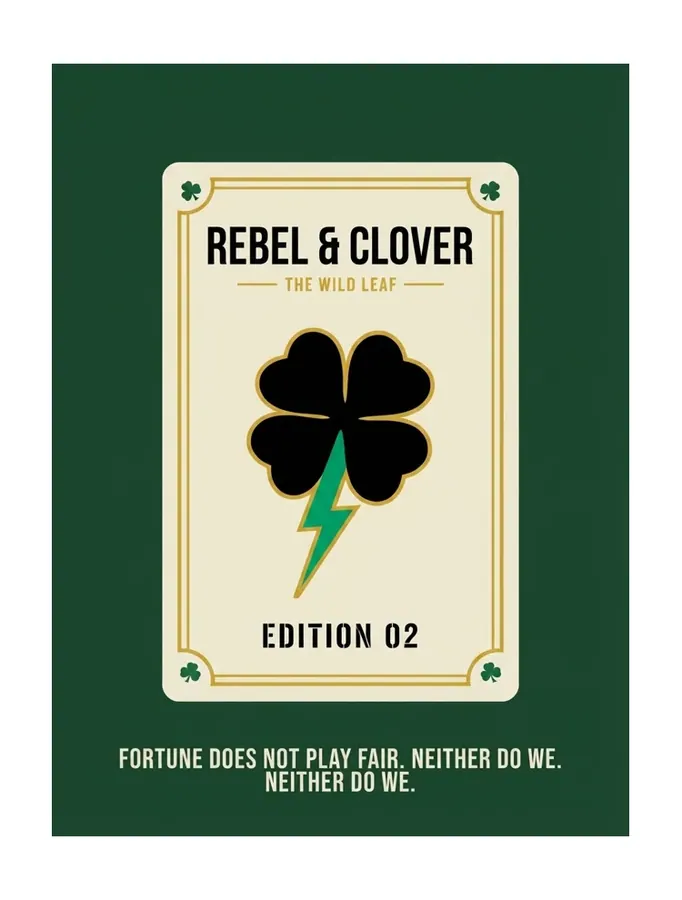 REBEL & CLOVER
THE WILD LEAF
EDITION 02
FORTUNE DOES NOT PLAY FAIR. NEITHER DO WE.
NEITHER DO WE.